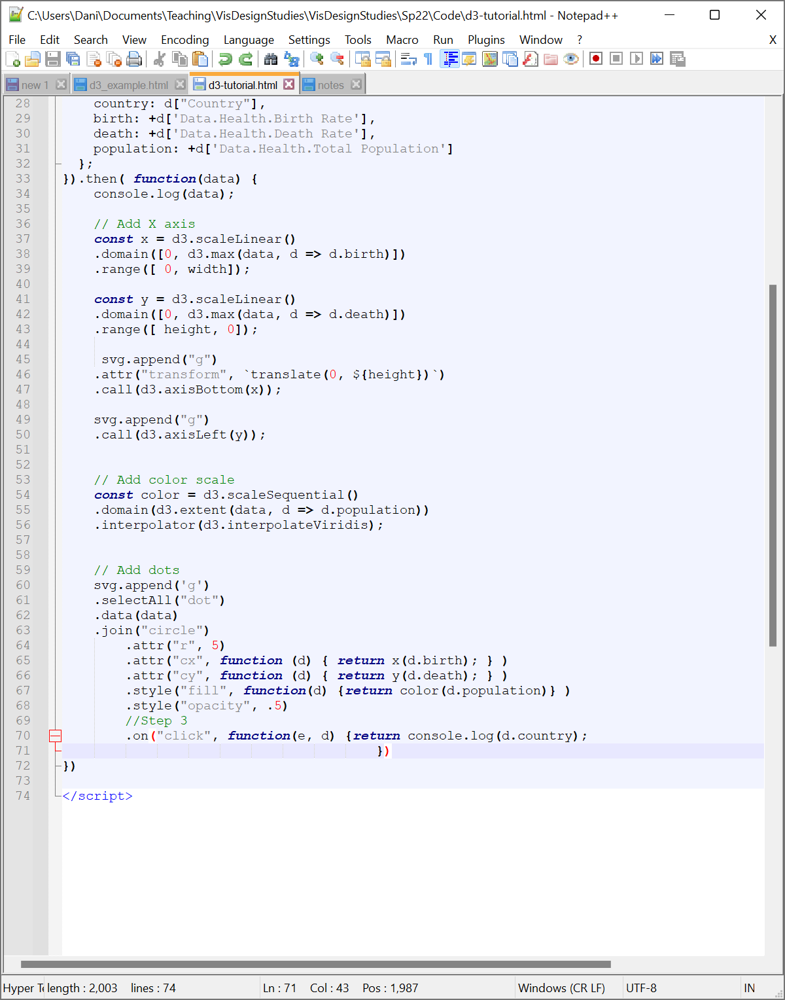 C:\Users\Dani\Documents\Teaching\VisDesignStudies\VisDesignStudies\Sp22\Code\d3-tutorial.html - Notepad++
File Edit Search View Encoding Language Settings Tools Macro Run Plugins Window ? X
new 1 d3_example.html d3-tutorial.html notes
28 country: d["Country"],
29 birth: +d['Data.Health.Birth Rate'],
30 death: +d['Data.Health.Death Rate'],
31 population: +d['Data.Health.Total Population']
32 };
33 }).then( function(data) {
34 console.log(data);
35
36 // Add X axis
37 const x = d3.scaleLinear()
38 .domain([0, d3.max(data, d => d.birth)])
39 .range([ 0, width]);
40
41 const y = d3.scaleLinear()
42 .domain([0, d3.max(data, d => d.death)])
43 .range([ height, 0]);
44
45 svg.append("g")
46 .attr("transform", `translate(0, ${height})`)
47 .call(d3.axisBottom(x));
48
49 svg.append("g")
50 .call(d3.axisLeft(y));
51
52
53 // Add color scale
54 const color = d3.scaleSequential()
55 .domain(d3.extent(data, d => d.population))
56 .interpolator(d3.interpolateViridis);
57
58
59 // Add dots
60 svg.append('g')
61 .selectAll("dot")
62 .data(data)
63 .join("circle")
64 .attr("r", 5)
65 .attr("cx", function (d) { return x(d.birth); } )
66 .attr("cy", function (d) { return y(d.death); } )
67 .style("fill", function(d) {return color(d.population)} )
68 .style("opacity", .5)
69 //Step 3
70 .on("click", function(e, d) {return console.log(d.country);
71 })
72 })
73
74 </script>
Hyper Te length : 2,003 lines : 74 Ln : 71 Col : 43 Pos : 1,987 Windows (CR LF) UTF-8 IN